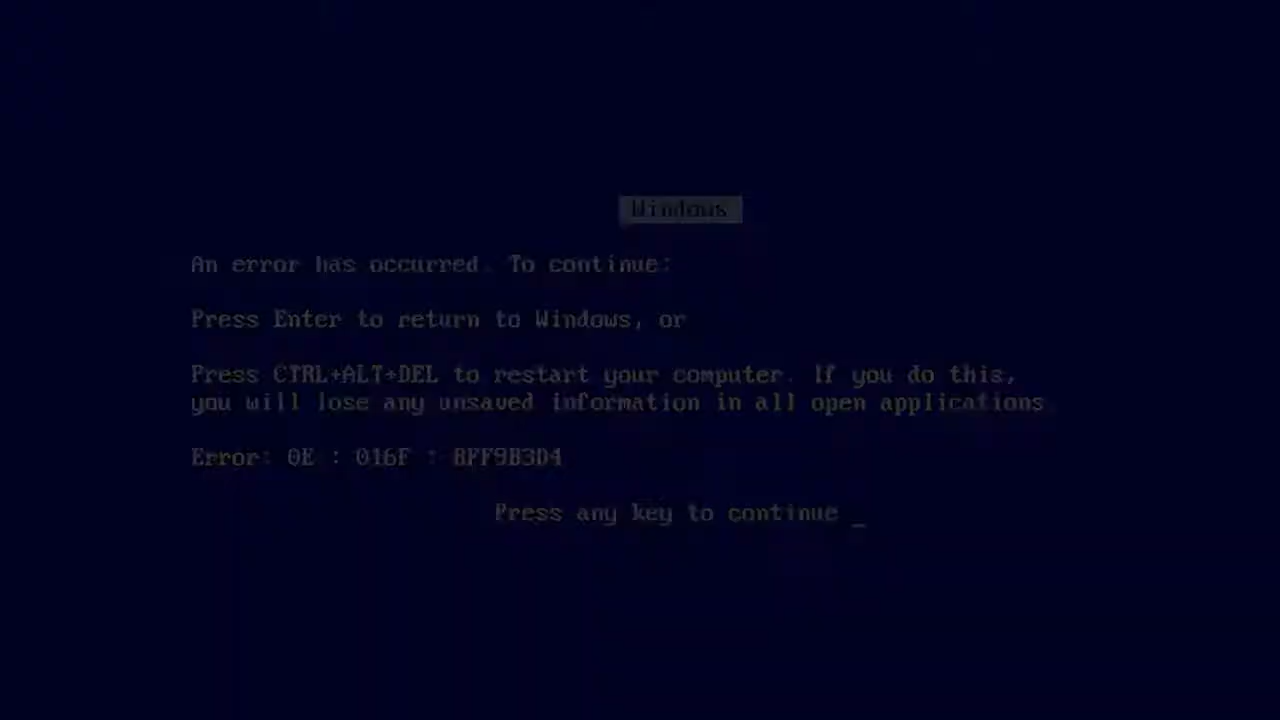 Windows
An error has occurred. To continue:
Press Enter to return to Windows, or
Press CTRL+ALT+DEL to restart your computer. If you do this,
you will lose any unsaved information in all open applications.
Error: 0E : 016F : BFF9B3D4
Press any key to continue _